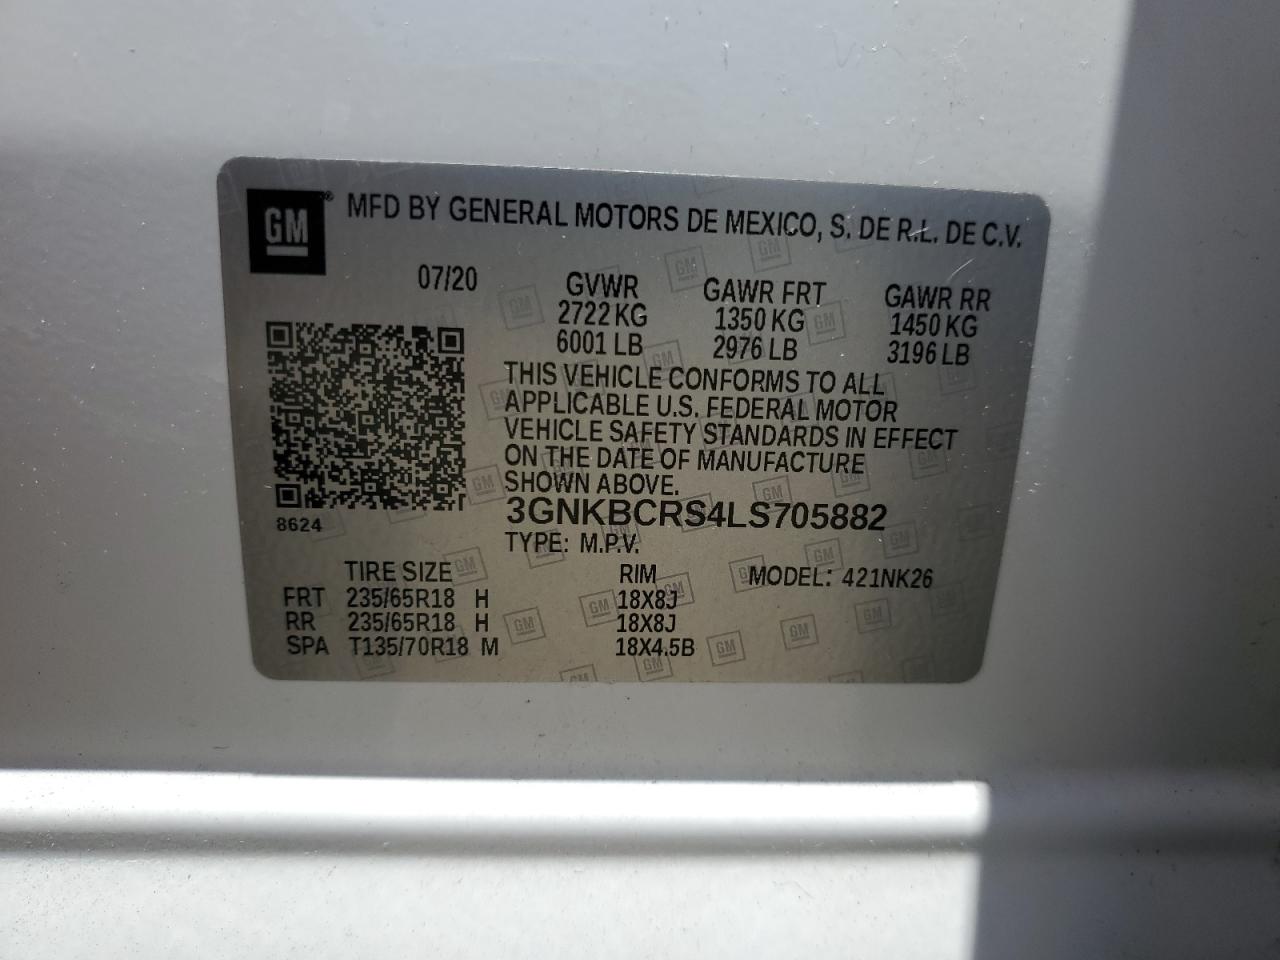 GM® MFD BY GENERAL MOTORS DE MEXICO, S. DE R.L. DE C.V.
07/20 GVWR GAWR FRT GAWR RR
2722 KG 1350 KG 1450 KG
6001 LB 2976 LB 3196 LB
THIS VEHICLE CONFORMS TO ALL
APPLICABLE U.S. FEDERAL MOTOR
VEHICLE SAFETY STANDARDS IN EFFECT
ON THE DATE OF MANUFACTURE
SHOWN ABOVE.
8624 3GNKBCRS4LS705882
TYPE: M.P.V.
TIRE SIZE RIM MODEL: 421NK26
FRT 235/65R18 H 18X8J
RR 235/65R18 H 18X8J
SPA T135/70R18 M 18X4.5B